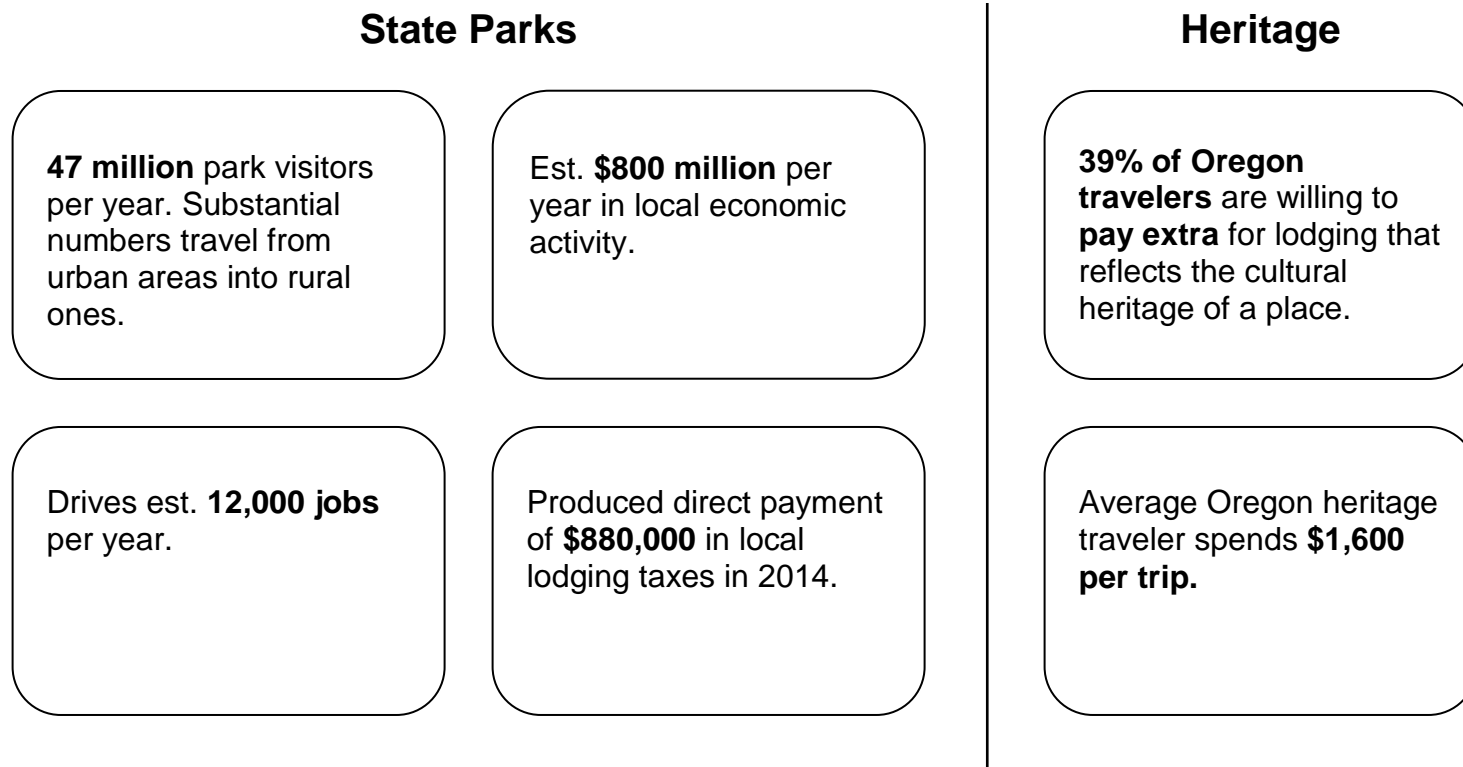 State Parks
47 million park visitors
per year. Substantial
numbers travel from
urban areas into rural
ones.
Est. $800 million per
year in local economic
activity.
Drives est. 12,000 jobs
per year.
Produced direct payment
of $880,000 in local
lodging taxes in 2014.
Heritage
39% of Oregon
travelers are willing to
pay extra for lodging that
reflects the cultural
heritage of a place.
Average Oregon heritage
traveler spends $1,600
per trip.